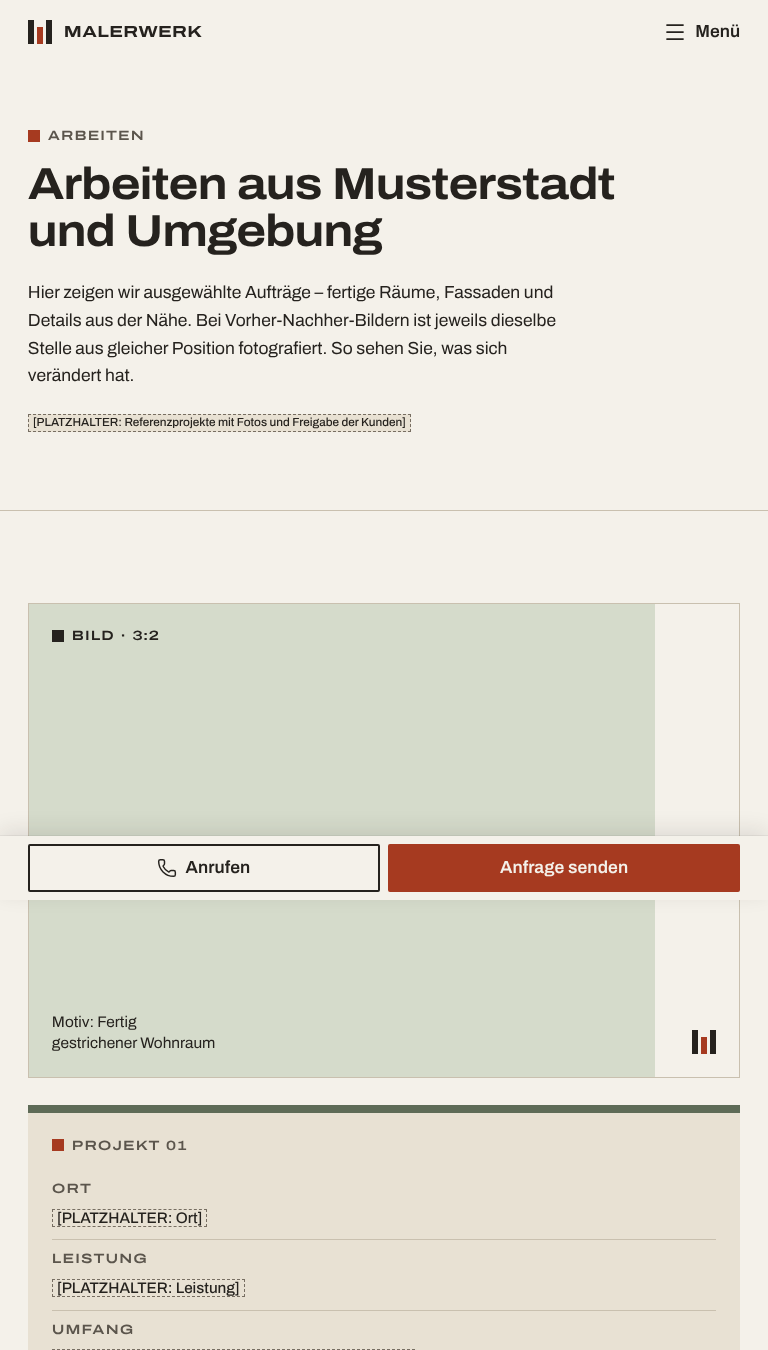 MALERWERK
Menü
ARBEITEN
Arbeiten aus Musterstadt
und Umgebung
Hier zeigen wir ausgewählte Aufträge – fertige Räume, Fassaden und
Details aus der Nähe. Bei Vorher-Nachher-Bildern ist jeweils dieselbe
Stelle aus gleicher Position fotografiert. So sehen Sie, was sich
verändert hat.
[PLATZHALTER: Referenzprojekte mit Fotos und Freigabe der Kunden]
BILD · 3:2
Anrufen
Anfrage senden
Motiv: Fertig
gestrichener Wohnraum
PROJEKT 01
ORT
[PLATZHALTER: Ort]
LEISTUNG
[PLATZHALTER: Leistung]
UMFANG